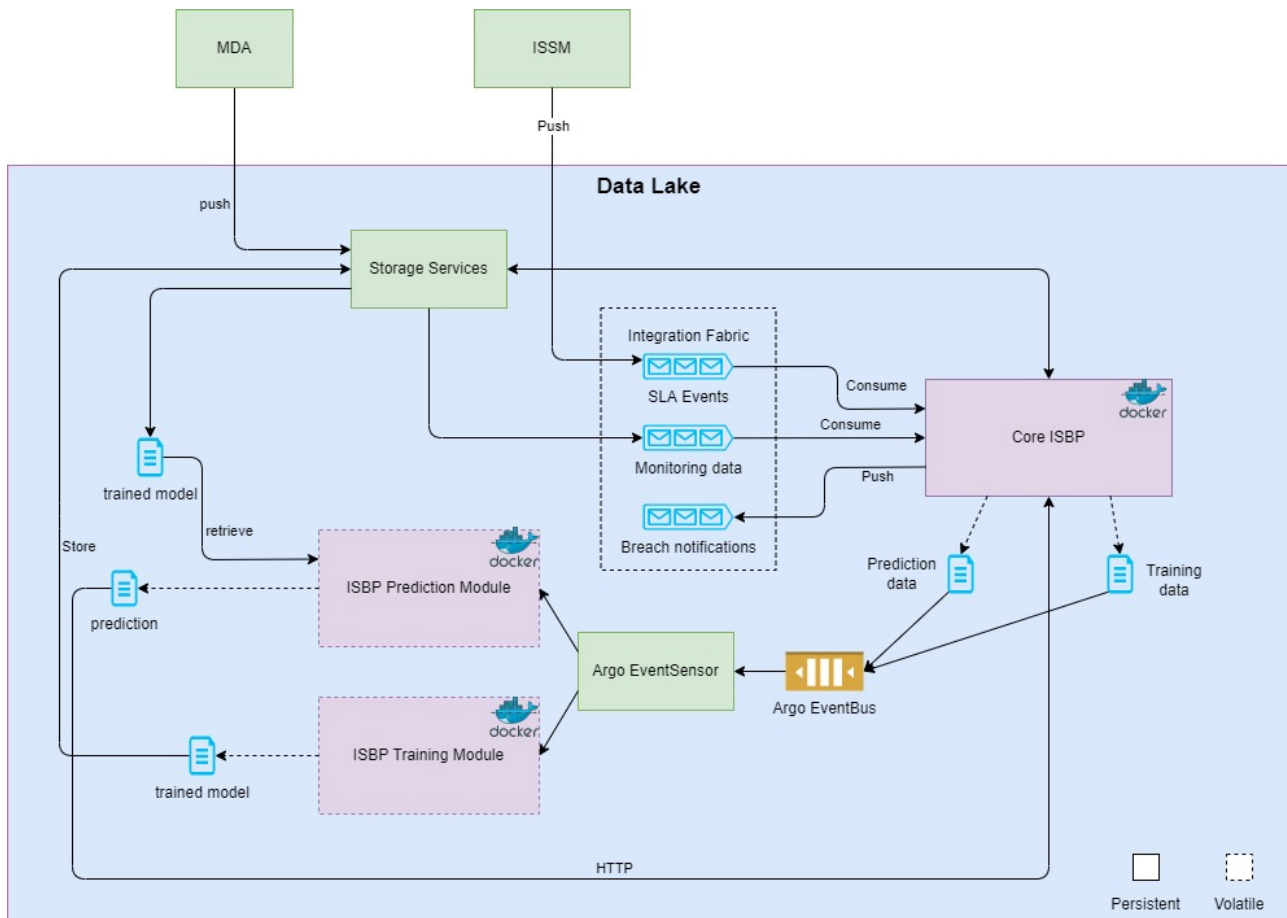 MDA
ISSM
Push
Data Lake
push
Storage Services
Integration Fabric
SLA Events
Consume
docker
Core ISBP
Consume
Monitoring data
trained model
Push
retrieve
Store
Breach notifications
docker
ISBP Prediction Module
Prediction
data
Training
data
prediction
Argo EventSensor
Argo EventBus
docker
ISBP Training Module
trained model
HTTP
Persistent
Volatile